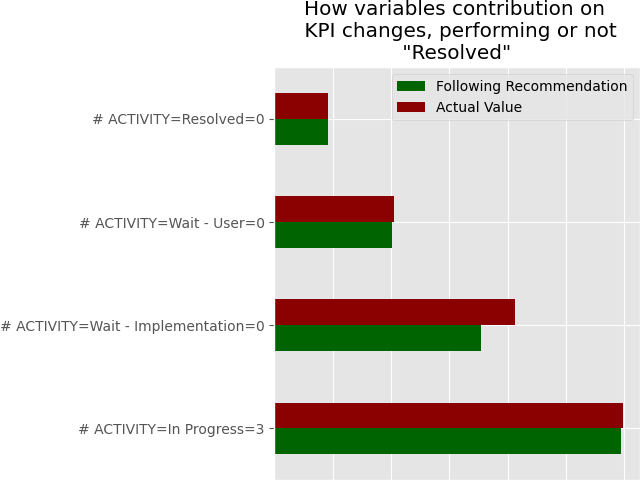 How variables contribution on
KPI changes, performing or not
"Resolved"
Following Recommendation
Actual Value
# ACTIVITY=Resolved=0
# ACTIVITY=Wait - User=0
# ACTIVITY=Wait - Implementation=0
# ACTIVITY=In Progress=3